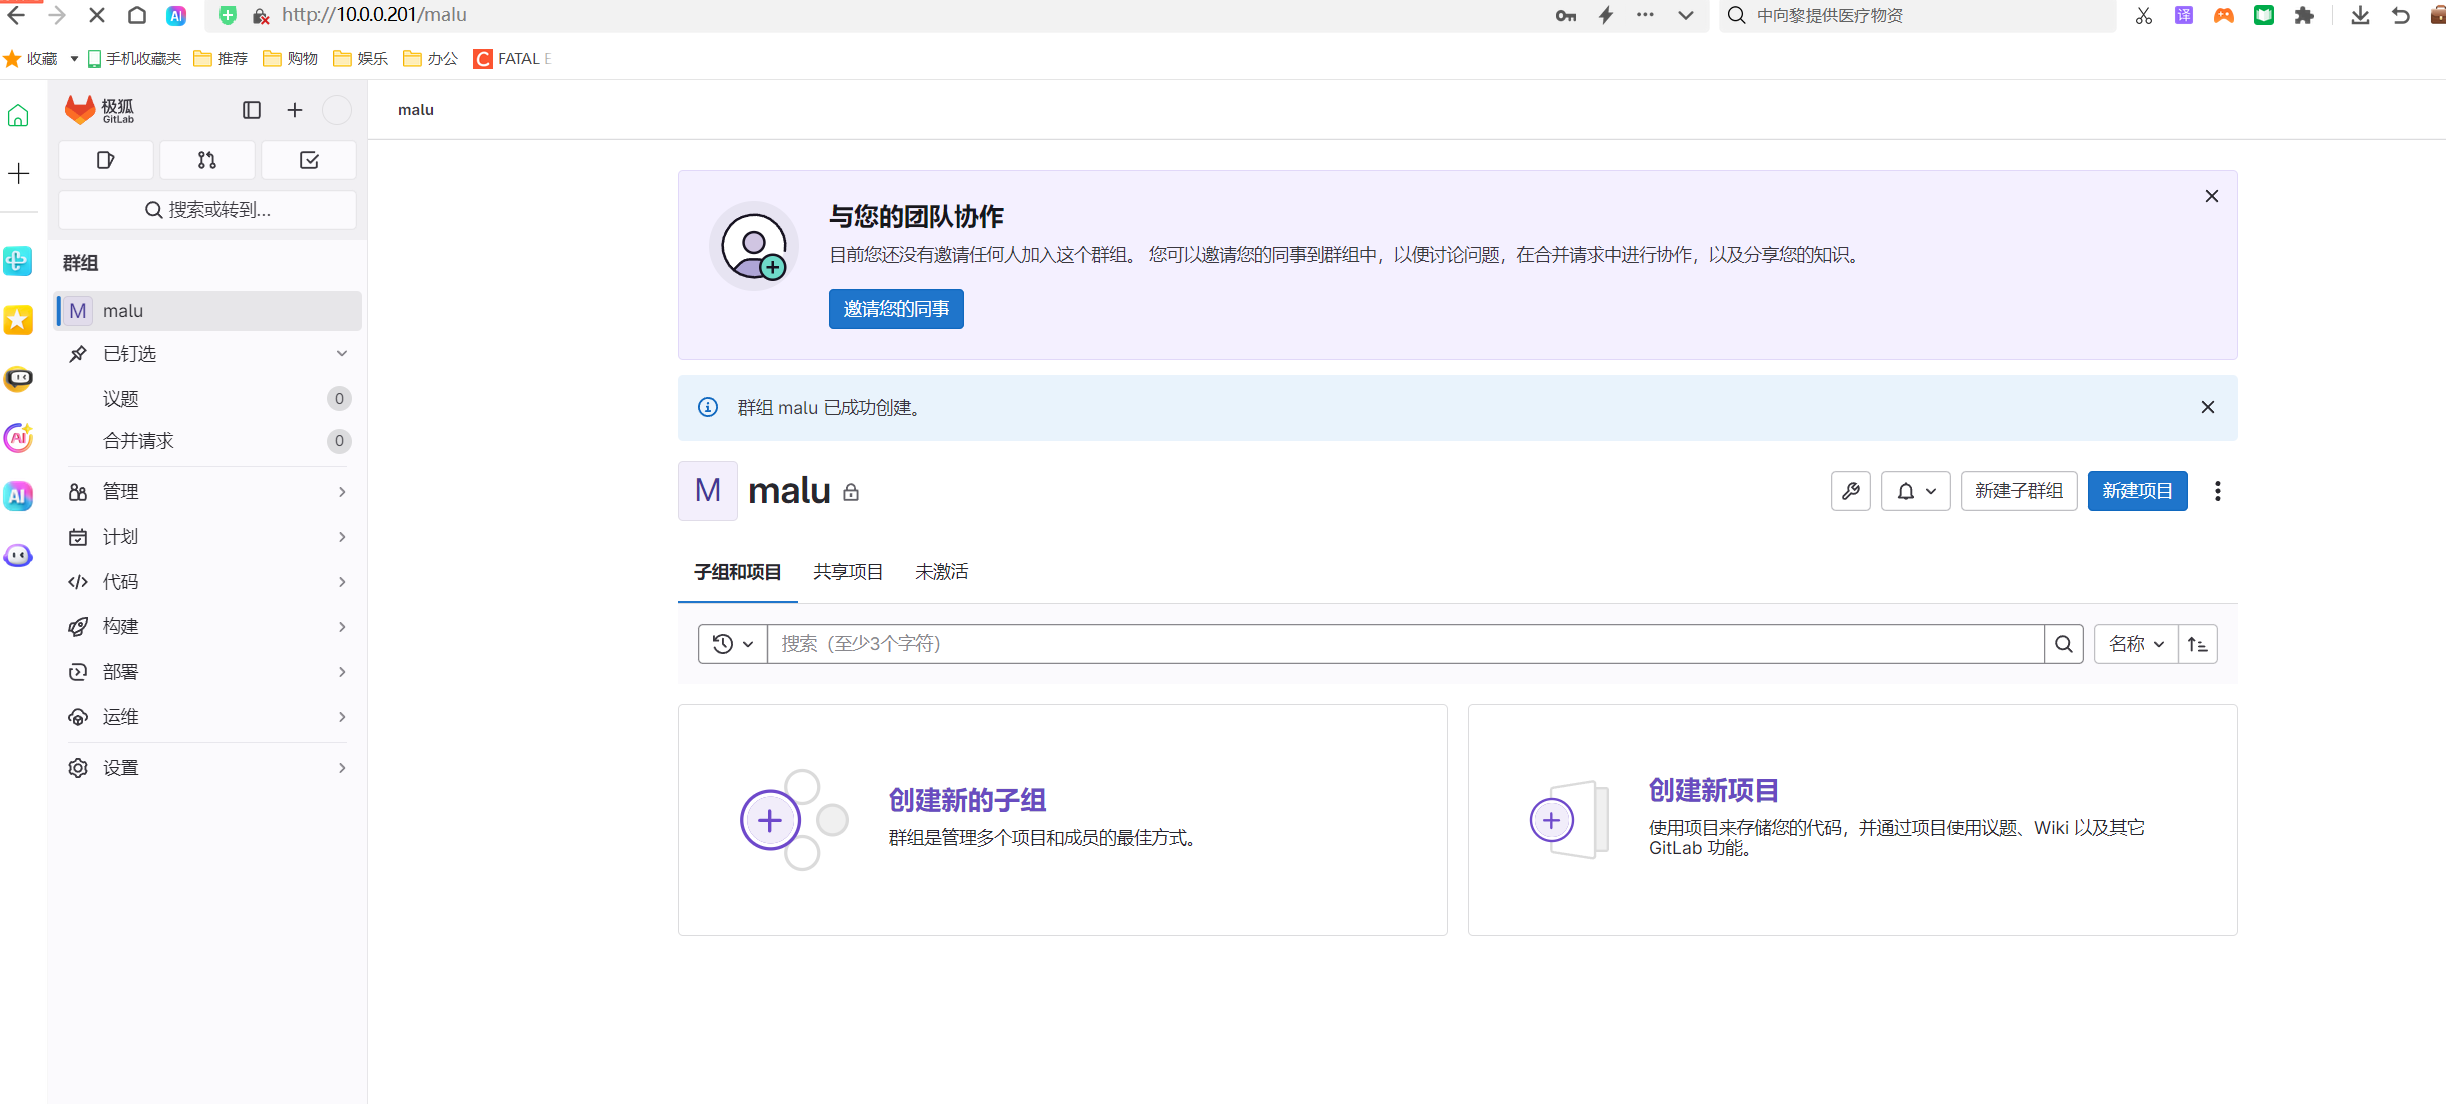 http://10.0.0.201/malu
中向黎提供医疗物资
收藏
手机收藏夹
推荐
购物
娱乐
办公
FATAL E
极狐
GitLab
malu
搜索或转到...
群组
M malu
已钉选
议题 0
合并请求 0
管理
计划
代码
构建
部署
运维
设置
与您的团队协作
目前您还没有邀请任何人加入这个群组。 您可以邀请您的同事到群组中，以便讨论问题，在合并请求中进行协作，以及分享您的知识。
邀请您的同事
群组 malu 已成功创建。
M malu
新建子群组
新建项目
子组和项目
共享项目
未激活
搜索（至少3个字符）
名称
创建新的子组
群组是管理多个项目和成员的最佳方式。
创建新项目
使用项目来存储您的代码，并通过项目使用议题、Wiki 以及其它
GitLab 功能。
AI
AI
AI
译
C